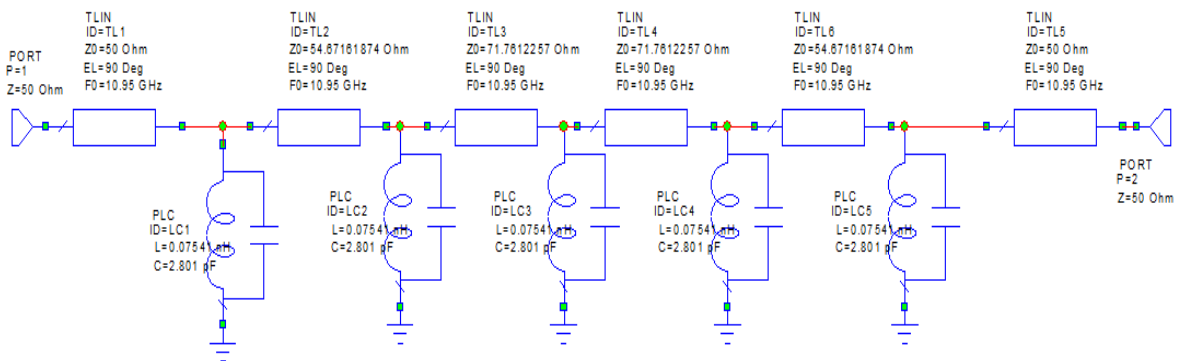 TLIN
ID=TL1
Z0=50 Ohm
EL=90 Deg
F0=10.95 GHz
TLIN
ID=TL2
Z0=54.67161874 Ohm
EL=90 Deg
F0=10.95 GHz
TLIN
ID=TL3
Z0=71.7612257 Ohm
EL=90 Deg
F0=10.95 GHz
TLIN
ID=TL4
Z0=71.7612257 Ohm
EL=90 Deg
F0=10.95 GHz
TLIN
ID=TL6
Z0=54.67161874 Ohm
EL=90 Deg
F0=10.95 GHz
TLIN
ID=TL5
Z0=50 Ohm
EL=90 Deg
F0=10.95 GHz
PORT
P=1
Z=50 Ohm
PORT
P=2
Z=50 Ohm
PLC
ID=LC1
L=0.07541 nH
C=2.801 pF
PLC
ID=LC2
L=0.07541 nH
C=2.801 pF
PLC
ID=LC3
L=0.07541 nH
C=2.801 pF
PLC
ID=LC4
L=0.07541 nH
C=2.801 pF
PLC
ID=LC5
L=0.07541 nH
C=2.801 pF